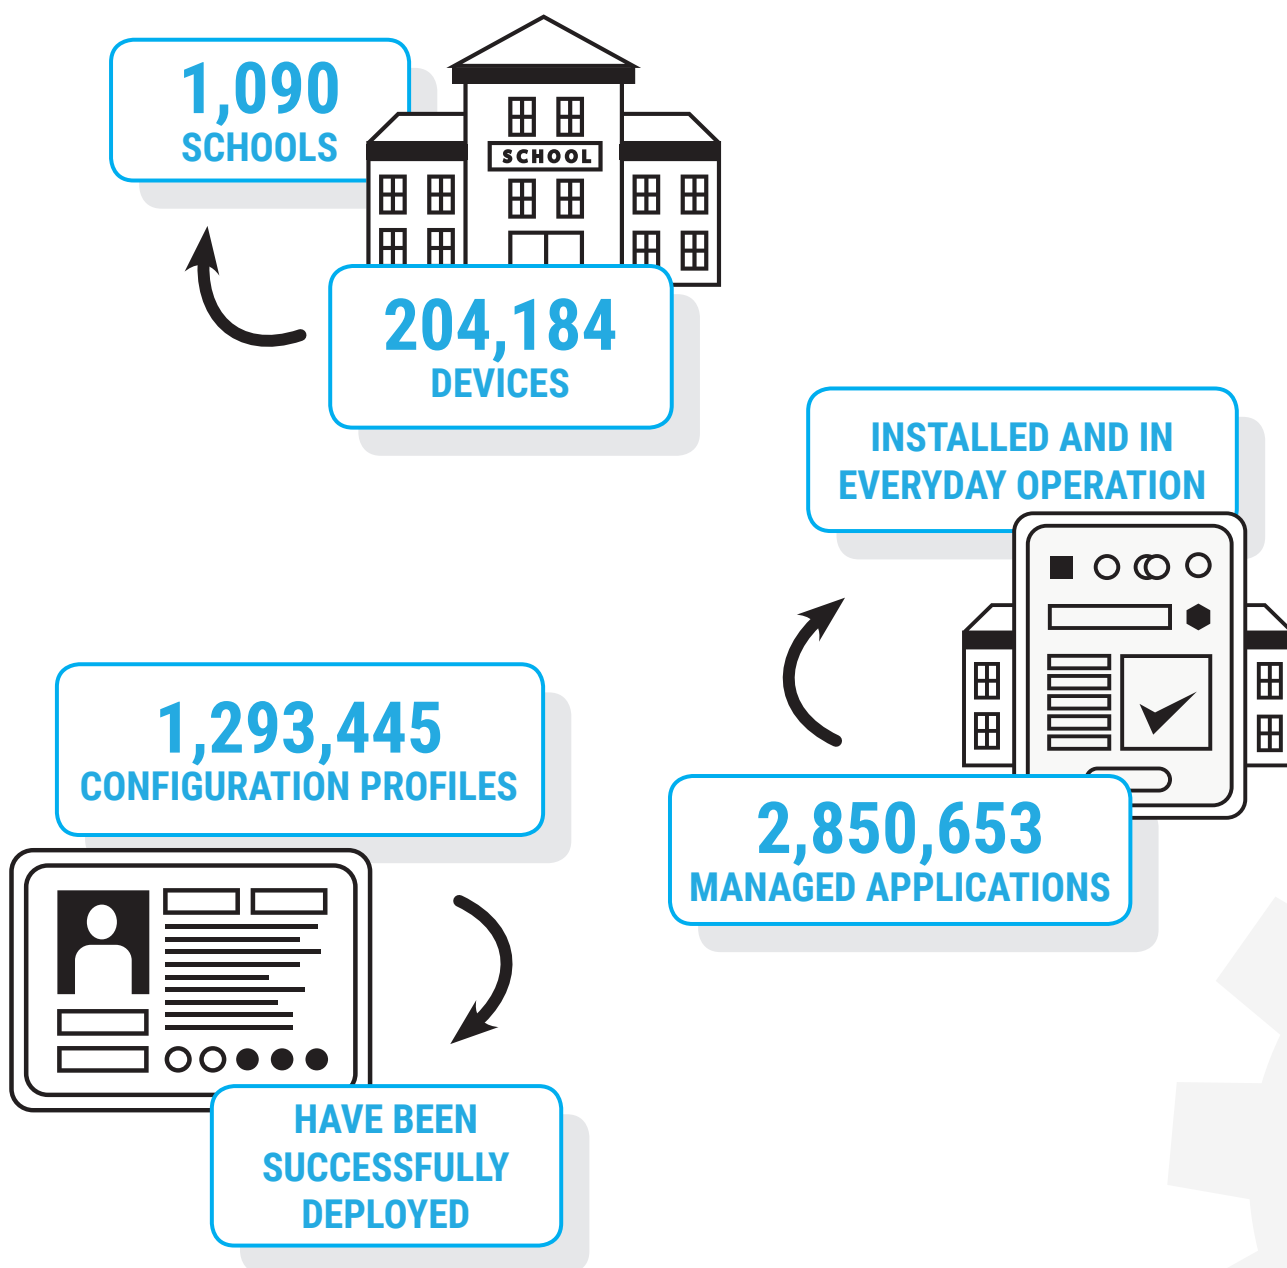 1,090
SCHOOLS
SCHOOL
204,184
DEVICES
INSTALLED AND IN
EVERYDAY OPERATION
2,850,653
MANAGED APPLICATIONS
1,293,445
CONFIGURATION PROFILES
HAVE BEEN
SUCCESSFULLY
DEPLOYED